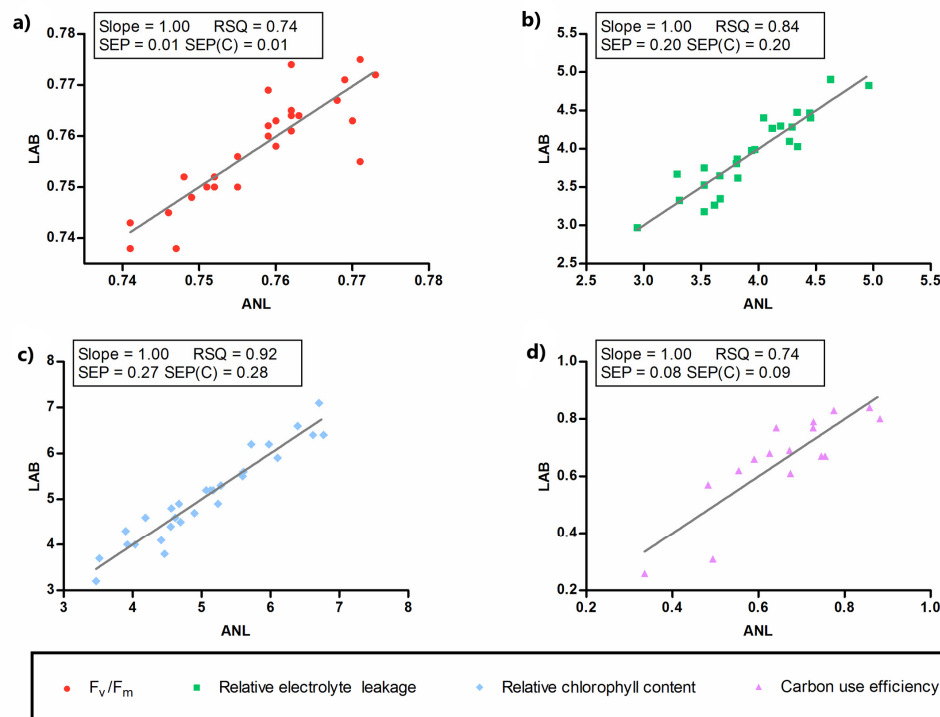 a)
Slope = 1.00 RSQ = 0.74
SEP = 0.01 SEP(C) = 0.01
0.78
0.77
0.76
0.75
0.74
LAB
0.74 0.75 0.76 0.77 0.78
ANL
b)
Slope = 1.00 RSQ = 0.84
SEP = 0.20 SEP(C) = 0.20
5.5
5.0
4.5
4.0
3.5
3.0
2.5
LAB
2.5 3.0 3.5 4.0 4.5 5.0 5.5
ANL
c)
Slope = 1.00 RSQ = 0.92
SEP = 0.27 SEP(C) = 0.28
8
7
6
5
4
3
LAB
3 4 5 6 7 8
ANL
d)
Slope = 1.00 RSQ = 0.74
SEP = 0.08 SEP(C) = 0.09
1.0
0.8
0.6
0.4
0.2
LAB
0.2 0.4 0.6 0.8 1.0
ANL
Fv/Fm Relative electrolyte leakage Relative chlorophyll content Carbon use efficiency